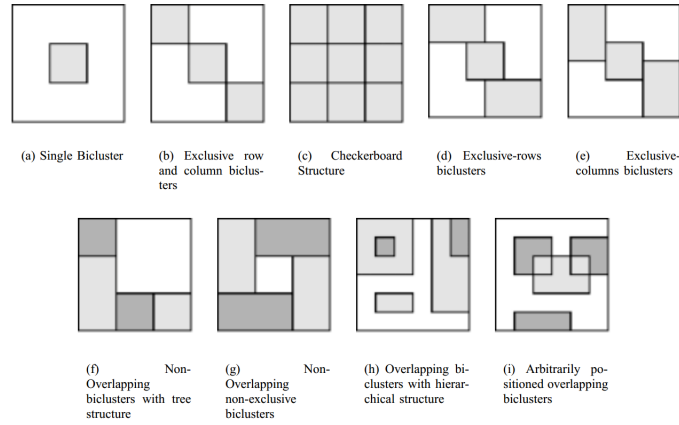 (a) Single Bicluster
(b) Exclusive row
and column biclus-
ters
(c) Checkerboard
Structure
(d) Exclusive-rows
biclusters
(e) Exclusive-
columns biclusters
(f) Non-
Overlapping
biclusters with tree
structure
(g) Non-
Overlapping
non-exclusive
biclusters
(h) Overlapping bi-
clusters with hierar-
chical structure
(i) Arbitrarily po-
sitioned overlapping
biclusters